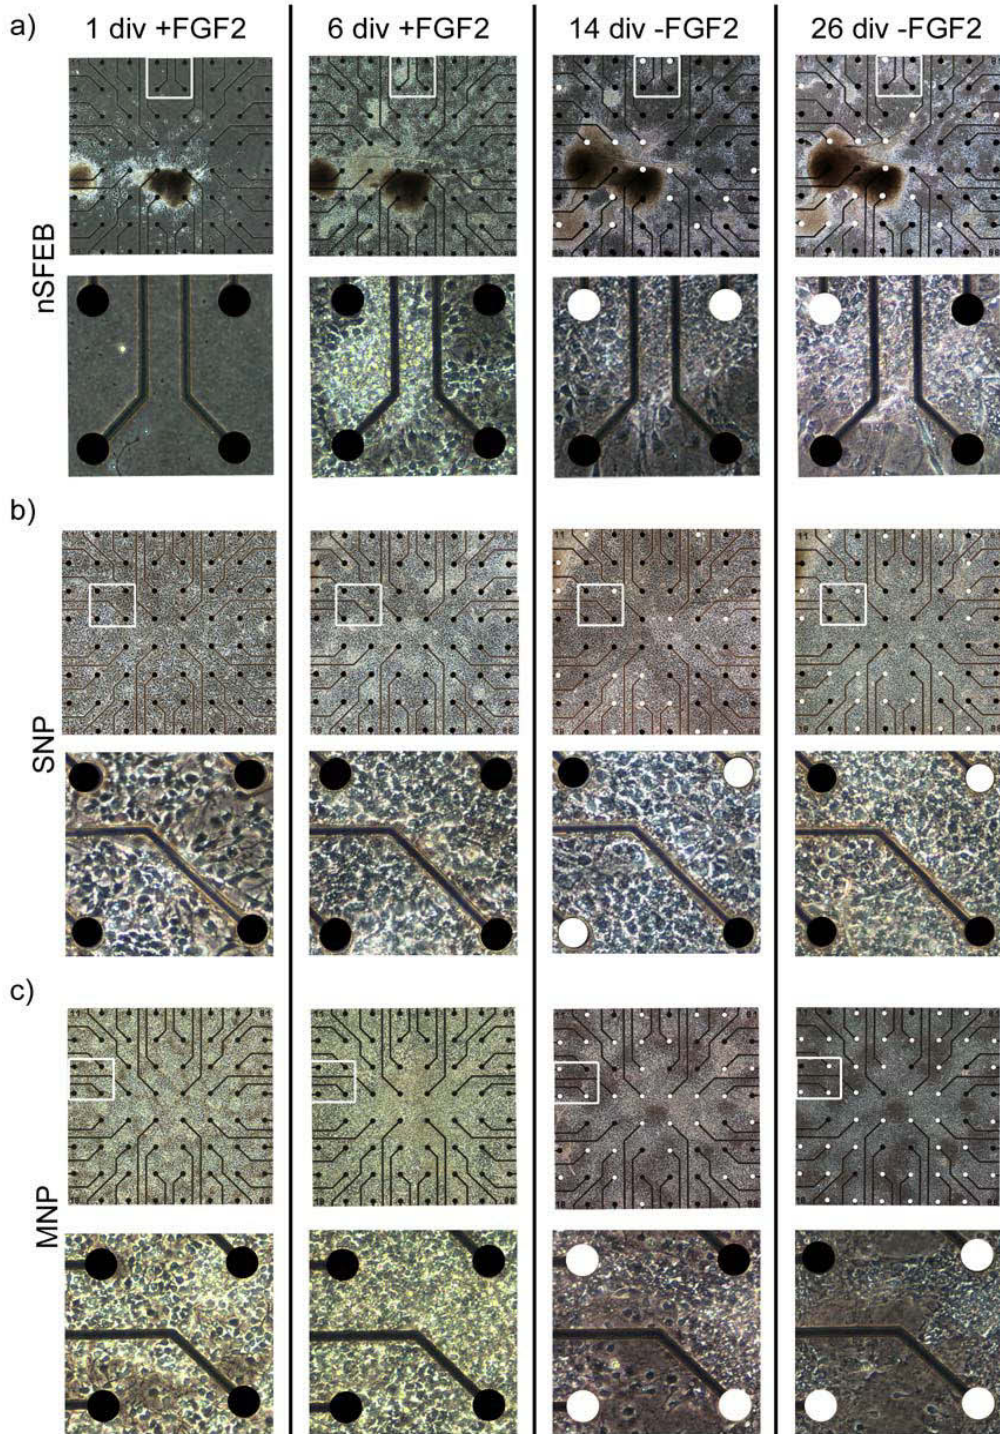 a)
1 div +FGF2
6 div +FGF2
14 div -FGF2
26 div -FGF2
nSFEB
b)
SNP
c)
MNP